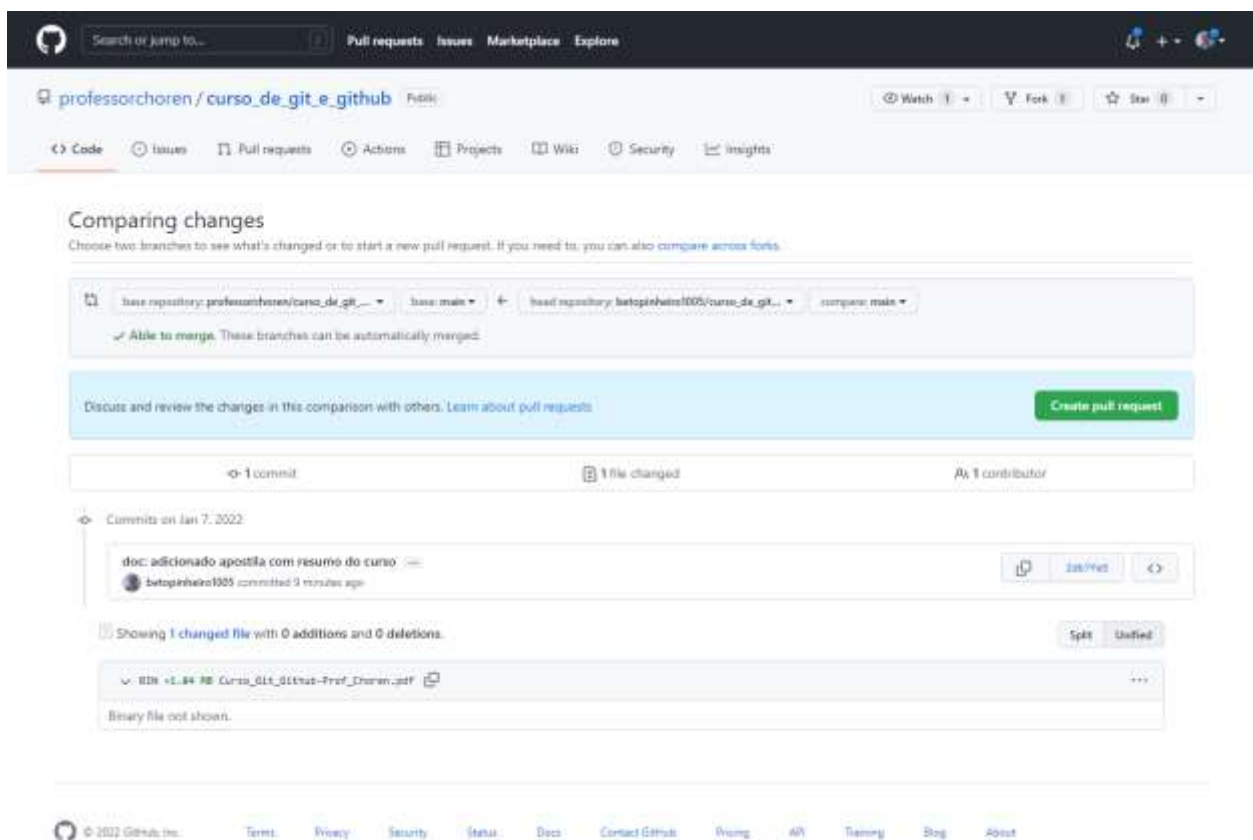 Search or jump to... / Pull requests Issues Marketplace Explore
professorchoren / curso_de_git_e_github Public Watch 1 Fork Star 0
Code Issues Pull requests Actions Projects Wiki Security Insights
Comparing changes
Choose two branches to see what's changed or to start a new pull request. If you need to, you can also compare across forks.
base repository: professorchoren/curso_de_git_... base: main head repository: betopinheiro1005/curso_de_git... compare: main
Able to merge. These branches can be automatically merged.
Discuss and review the changes in this comparison with others. Learn about pull requests Create pull request
1 commit 1 file changed 1 contributor
Commits on Jan 7, 2022
doc: adicionado apostila com resumo do curso ...
betopinheiro1005 committed 9 minutes ago
Showing 1 changed file with 0 additions and 0 deletions. Split Unified
BIN +1.04 MB Curso_Git_Github-Prof_Choren.pdf
Binary file not shown.
© 2022 GitHub, Inc. Terms Privacy Security Status Docs Contact GitHub Pricing API Training Blog About